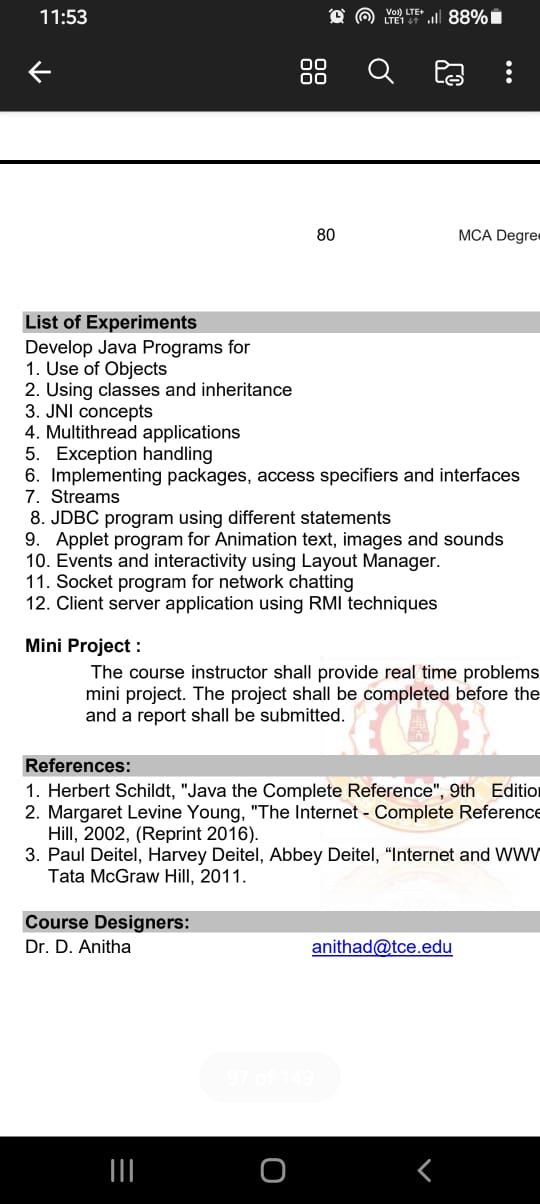 11:53
Vo) LTE+
LTE1
88%
80
MCA Degre
List of Experiments
Develop Java Programs for
1. Use of Objects
2. Using classes and inheritance
3. JNI concepts
4. Multithread applications
5. Exception handling
6. Implementing packages, access specifiers and interfaces
7. Streams
8. JDBC program using different statements
9. Applet program for Animation text, images and sounds
10. Events and interactivity using Layout Manager.
11. Socket program for network chatting
12. Client server application using RMI techniques
Mini Project :
The course instructor shall provide real time problems
mini project. The project shall be completed before the
and a report shall be submitted.
References:
1. Herbert Schildt, "Java the Complete Reference", 9th Editio
2. Margaret Levine Young, "The Internet - Complete Reference
Hill, 2002, (Reprint 2016).
3. Paul Deitel, Harvey Deitel, Abbey Deitel, “Internet and WWW
Tata McGraw Hill, 2011.
Course Designers:
Dr. D. Anitha anithad@tce.edu
97 of 149